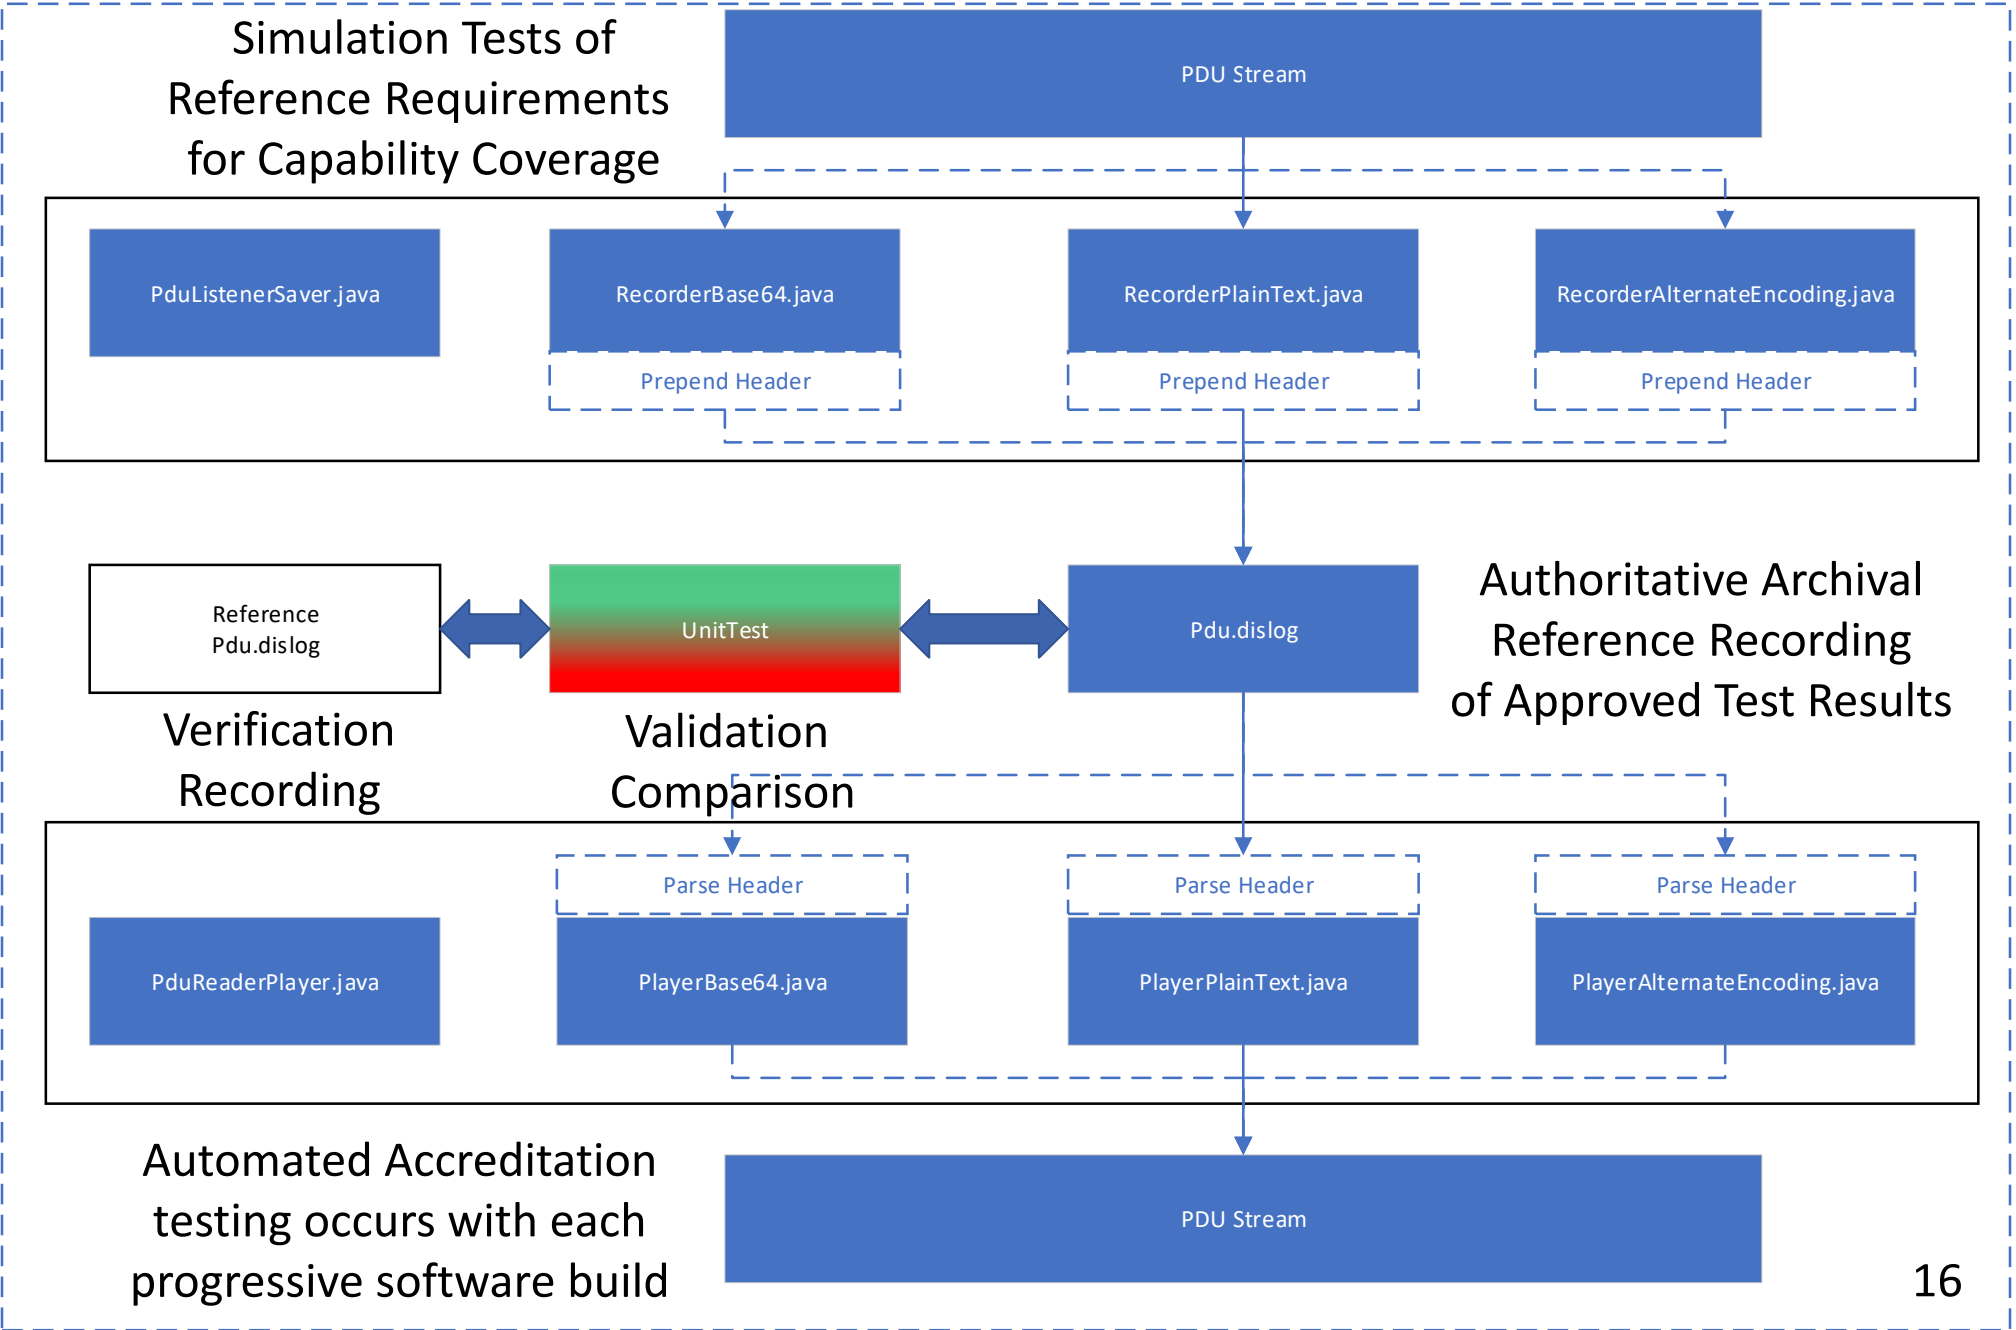 Simulation Tests of
Reference Requirements
for Capability Coverage
PDU Stream
PduListenerSaver.java
RecorderBase64.java
RecorderPlainText.java
RecorderAlternateEncoding.java
Prepend Header
Prepend Header
Prepend Header
Reference
Pdu.dislog
UnitTest
Pdu.dislog
Authoritative Archival
Reference Recording
of Approved Test Results
Verification
Recording
Validation
Comparison
Parse Header
Parse Header
Parse Header
PduReaderPlayer.java
PlayerBase64.java
PlayerPlainText.java
PlayerAlternateEncoding.java
Automated Accreditation
testing occurs with each
progressive software build
PDU Stream
16